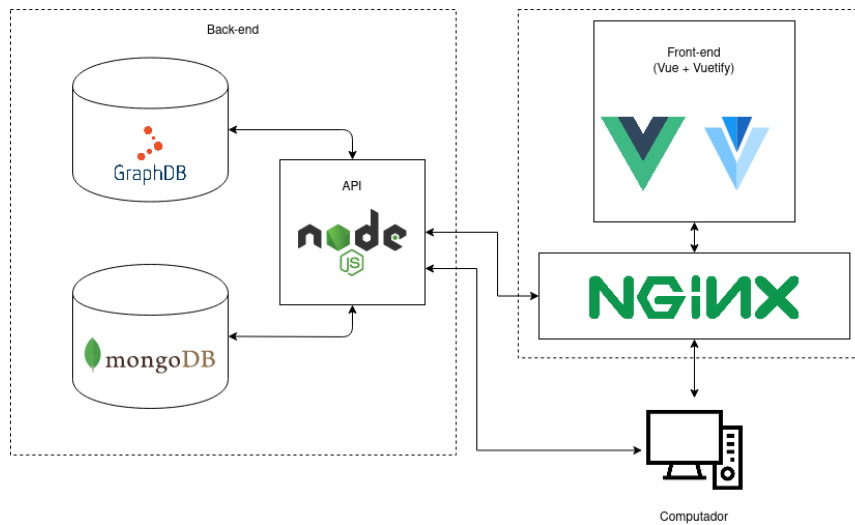 Back-end
GraphDB
mongoDB
API
node
JS
Front-end
(Vue + Vuetify)
NGiNX
Computador